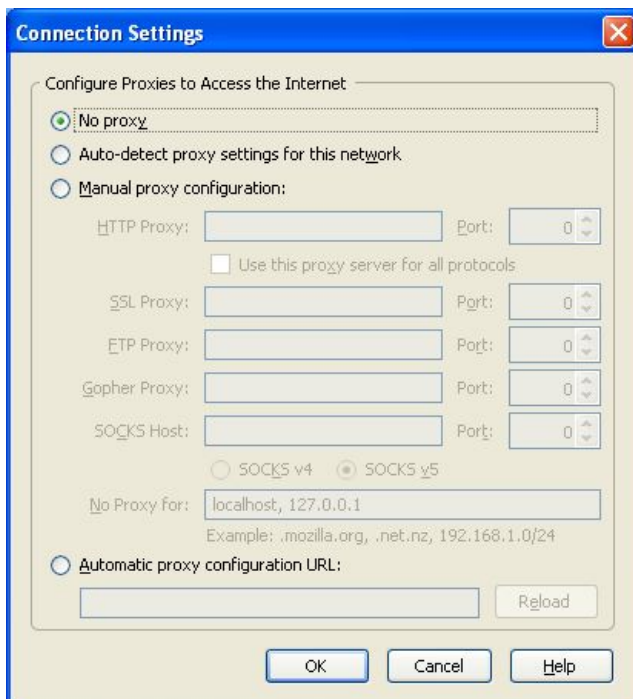 Connection Settings
Configure Proxies to Access the Internet
No proxy
Auto-detect proxy settings for this network
Manual proxy configuration:
HTTP Proxy: Port: 0
Use this proxy server for all protocols
SSL Proxy: Port: 0
FTP Proxy: Port: 0
Gopher Proxy: Port: 0
SOCKS Host: Port: 0
SOCKS v4 SOCKS v5
No Proxy for: localhost, 127.0.0.1
Example: .mozilla.org, .net.nz, 192.168.1.0/24
Automatic proxy configuration URL:
Reload
OK Cancel Help